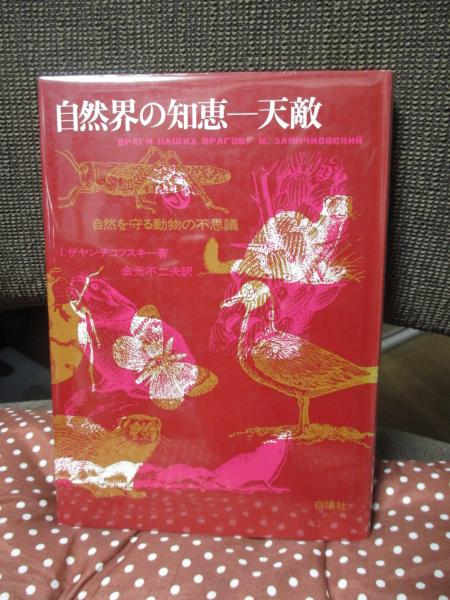 自然界の知恵―天敵
ВРАГИ НАШИХ ВРАГОВ И. ЗАЯНЧКОВСКИЙ
自然を守る動物の不思議
I.ザヤンチコフスキー著
金光不二夫訳
白揚社